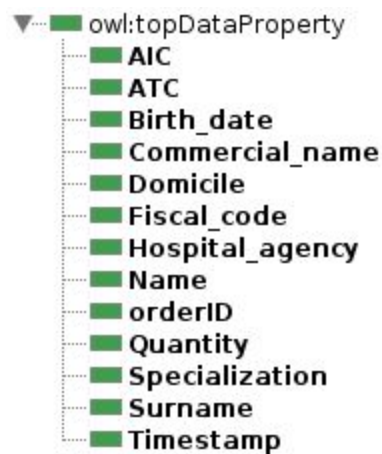 owl:topDataProperty
AIC
ATC
Birth_date
Commercial_name
Domicile
Fiscal_code
Hospital_agency
Name
orderID
Quantity
Specialization
Surname
Timestamp